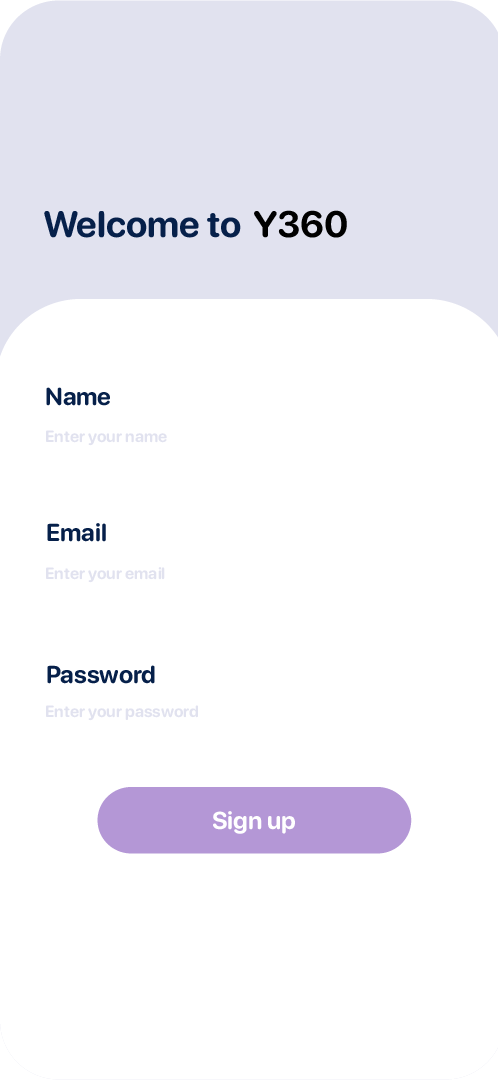 Welcome to Y360
Name
Enter your name
Email
Enter your email
Password
Enter your password
Sign up